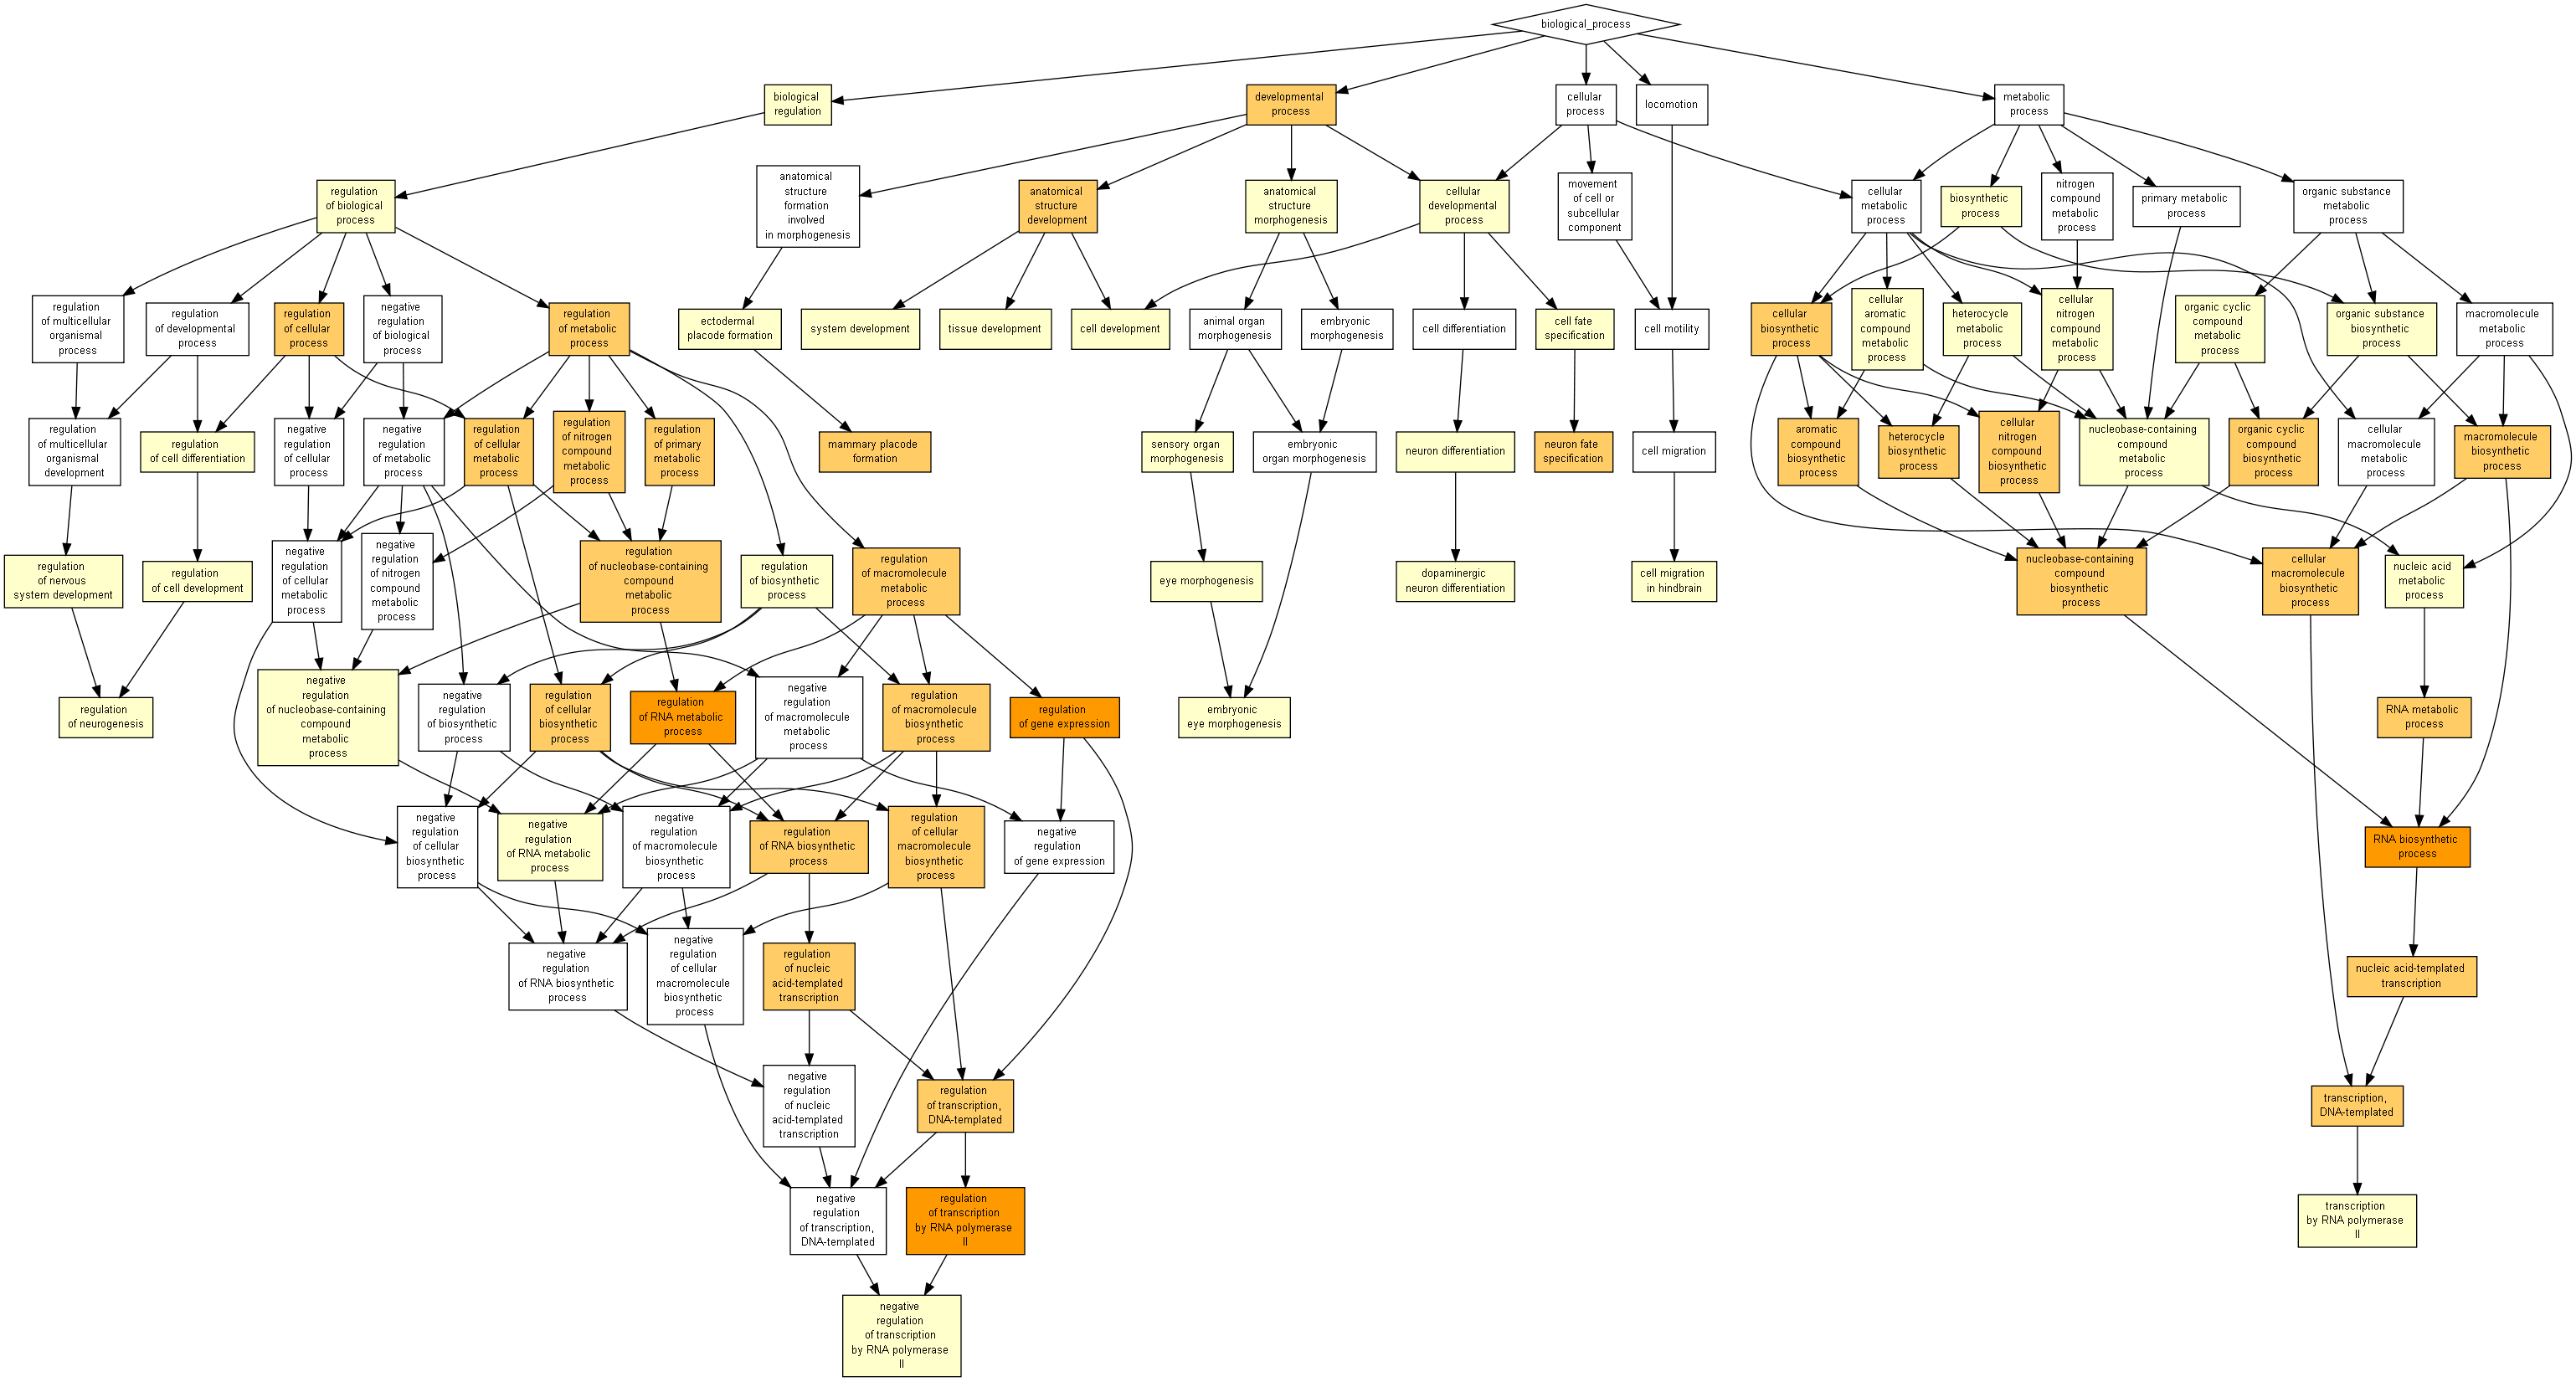 biological_process
biological
regulation
developmental
process
cellular
process
locomotion
metabolic
process
anatomical
structure
formation
involved
in morphogenesis
regulation
of biological
process
anatomical
structure
development
anatomical
structure
morphogenesis
cellular
developmental
process
movement
of cell or
subcellular
component
cellular
metabolic
process
biosynthetic
process
nitrogen
compound
metabolic
process
primary metabolic
process
organic substance
metabolic
process
regulation
of multicellular
organismal
process
regulation
of developmental
process
regulation
of cellular
process
negative
regulation
of biological
process
regulation
of metabolic
process
ectodermal
placode formation
system development
tissue development
cell development
animal organ
morphogenesis
embryonic
morphogenesis
cell differentiation
cell fate
specification
cell motility
cellular
biosynthetic
process
cellular
aromatic
compound
metabolic
process
heterocycle
metabolic
process
cellular
nitrogen
compound
metabolic
process
organic cyclic
compound
metabolic
process
organic substance
biosynthetic
process
macromolecule
metabolic
process
regulation
of multicellular
organismal
development
regulation
of cell differentiation
negative
regulation
of cellular
process
negative
regulation
of metabolic
process
regulation
of cellular
metabolic
process
regulation
of nitrogen
compound
metabolic
process
regulation
of primary
metabolic
process
mammary placode
formation
sensory organ
morphogenesis
embryonic
organ morphogenesis
neuron differentiation
neuron fate
specification
cell migration
aromatic
compound
biosynthetic
process
heterocycle
biosynthetic
process
cellular
nitrogen
compound
biosynthetic
process
nucleobase-containing
compound
metabolic
process
organic cyclic
compound
biosynthetic
process
cellular
macromolecule
metabolic
process
macromolecule
biosynthetic
process
regulation
of nervous
system development
regulation
of cell development
negative
regulation
of cellular
metabolic
process
negative
regulation
of nitrogen
compound
metabolic
process
regulation
of nucleobase-containing
compound
metabolic
process
regulation
of biosynthetic
process
regulation
of macromolecule
metabolic
process
eye morphogenesis
dopaminergic
neuron differentiation
cell migration
in hindbrain
nucleobase-containing
compound
biosynthetic
process
cellular
macromolecule
biosynthetic
process
nucleic acid
metabolic
process
regulation
of neurogenesis
negative
regulation
of nucleobase-containing
compound
metabolic
process
negative
regulation
of biosynthetic
process
regulation
of cellular
biosynthetic
process
regulation
of RNA metabolic
process
negative
regulation
of macromolecule
metabolic
process
regulation
of macromolecule
biosynthetic
process
regulation
of gene expression
embryonic
eye morphogenesis
RNA metabolic
process
negative
regulation
of cellular
biosynthetic
process
negative
regulation
of RNA metabolic
process
negative
regulation
of macromolecule
biosynthetic
process
regulation
of RNA biosynthetic
process
regulation
of cellular
macromolecule
biosynthetic
process
negative
regulation
of gene expression
RNA biosynthetic
process
negative
regulation
of RNA biosynthetic
process
negative
regulation
of cellular
macromolecule
biosynthetic
process
regulation
of nucleic
acid-templated
transcription
nucleic acid-templated
transcription
negative
regulation
of nucleic
acid-templated
transcription
regulation
of transcription,
DNA-templated
transcription,
DNA-templated
negative
regulation
of transcription,
DNA-templated
regulation
of transcription
by RNA polymerase
II
transcription
by RNA polymerase
II
negative
regulation
of transcription
by RNA polymerase
II